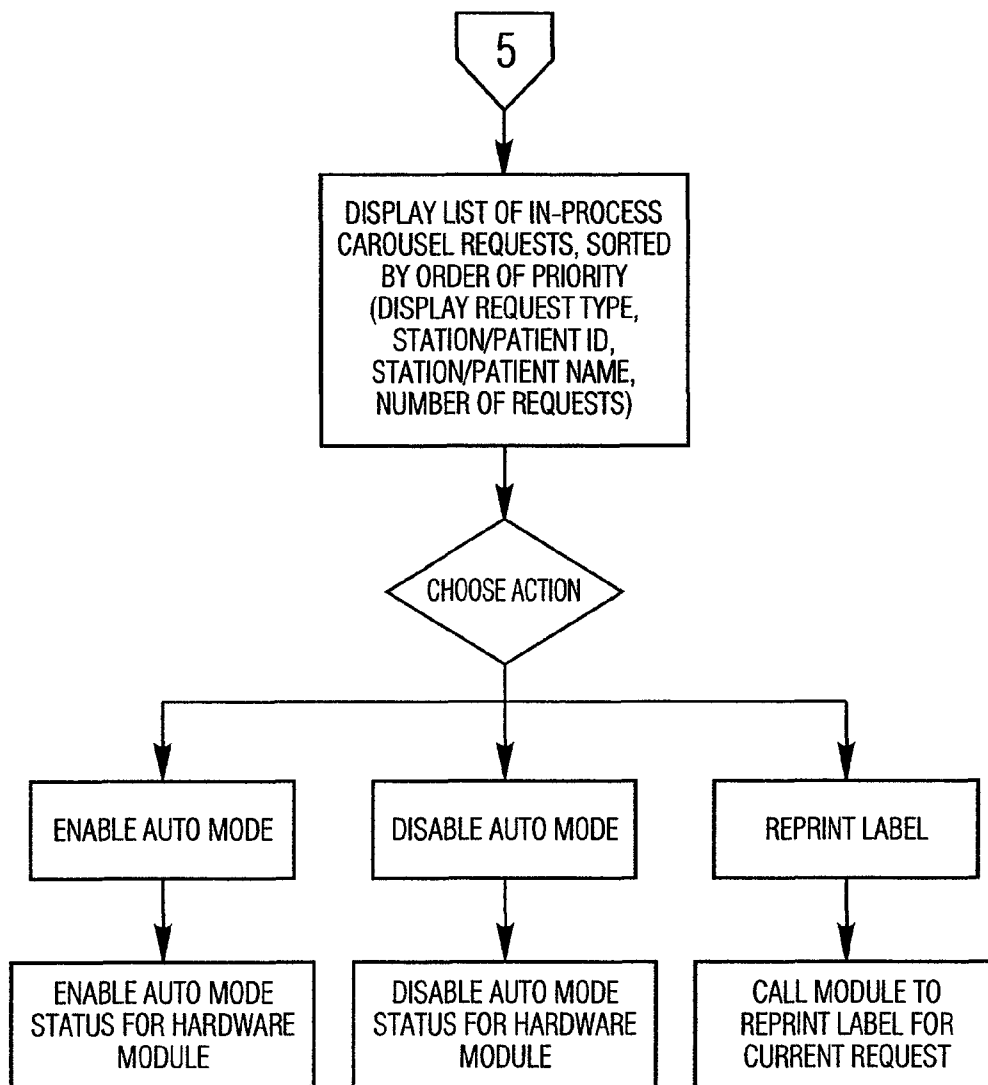 5
DISPLAY LIST OF IN-PROCESS
CAROUSEL REQUESTS, SORTED
BY ORDER OF PRIORITY
(DISPLAY REQUEST TYPE,
STATION/PATIENT ID,
STATION/PATIENT NAME,
NUMBER OF REQUESTS)
CHOOSE ACTION
ENABLE AUTO MODE
DISABLE AUTO MODE
REPRINT LABEL
ENABLE AUTO MODE
STATUS FOR HARDWARE
MODULE
DISABLE AUTO MODE
STATUS FOR HARDWARE
MODULE
CALL MODULE TO
REPRINT LABEL FOR
CURRENT REQUEST